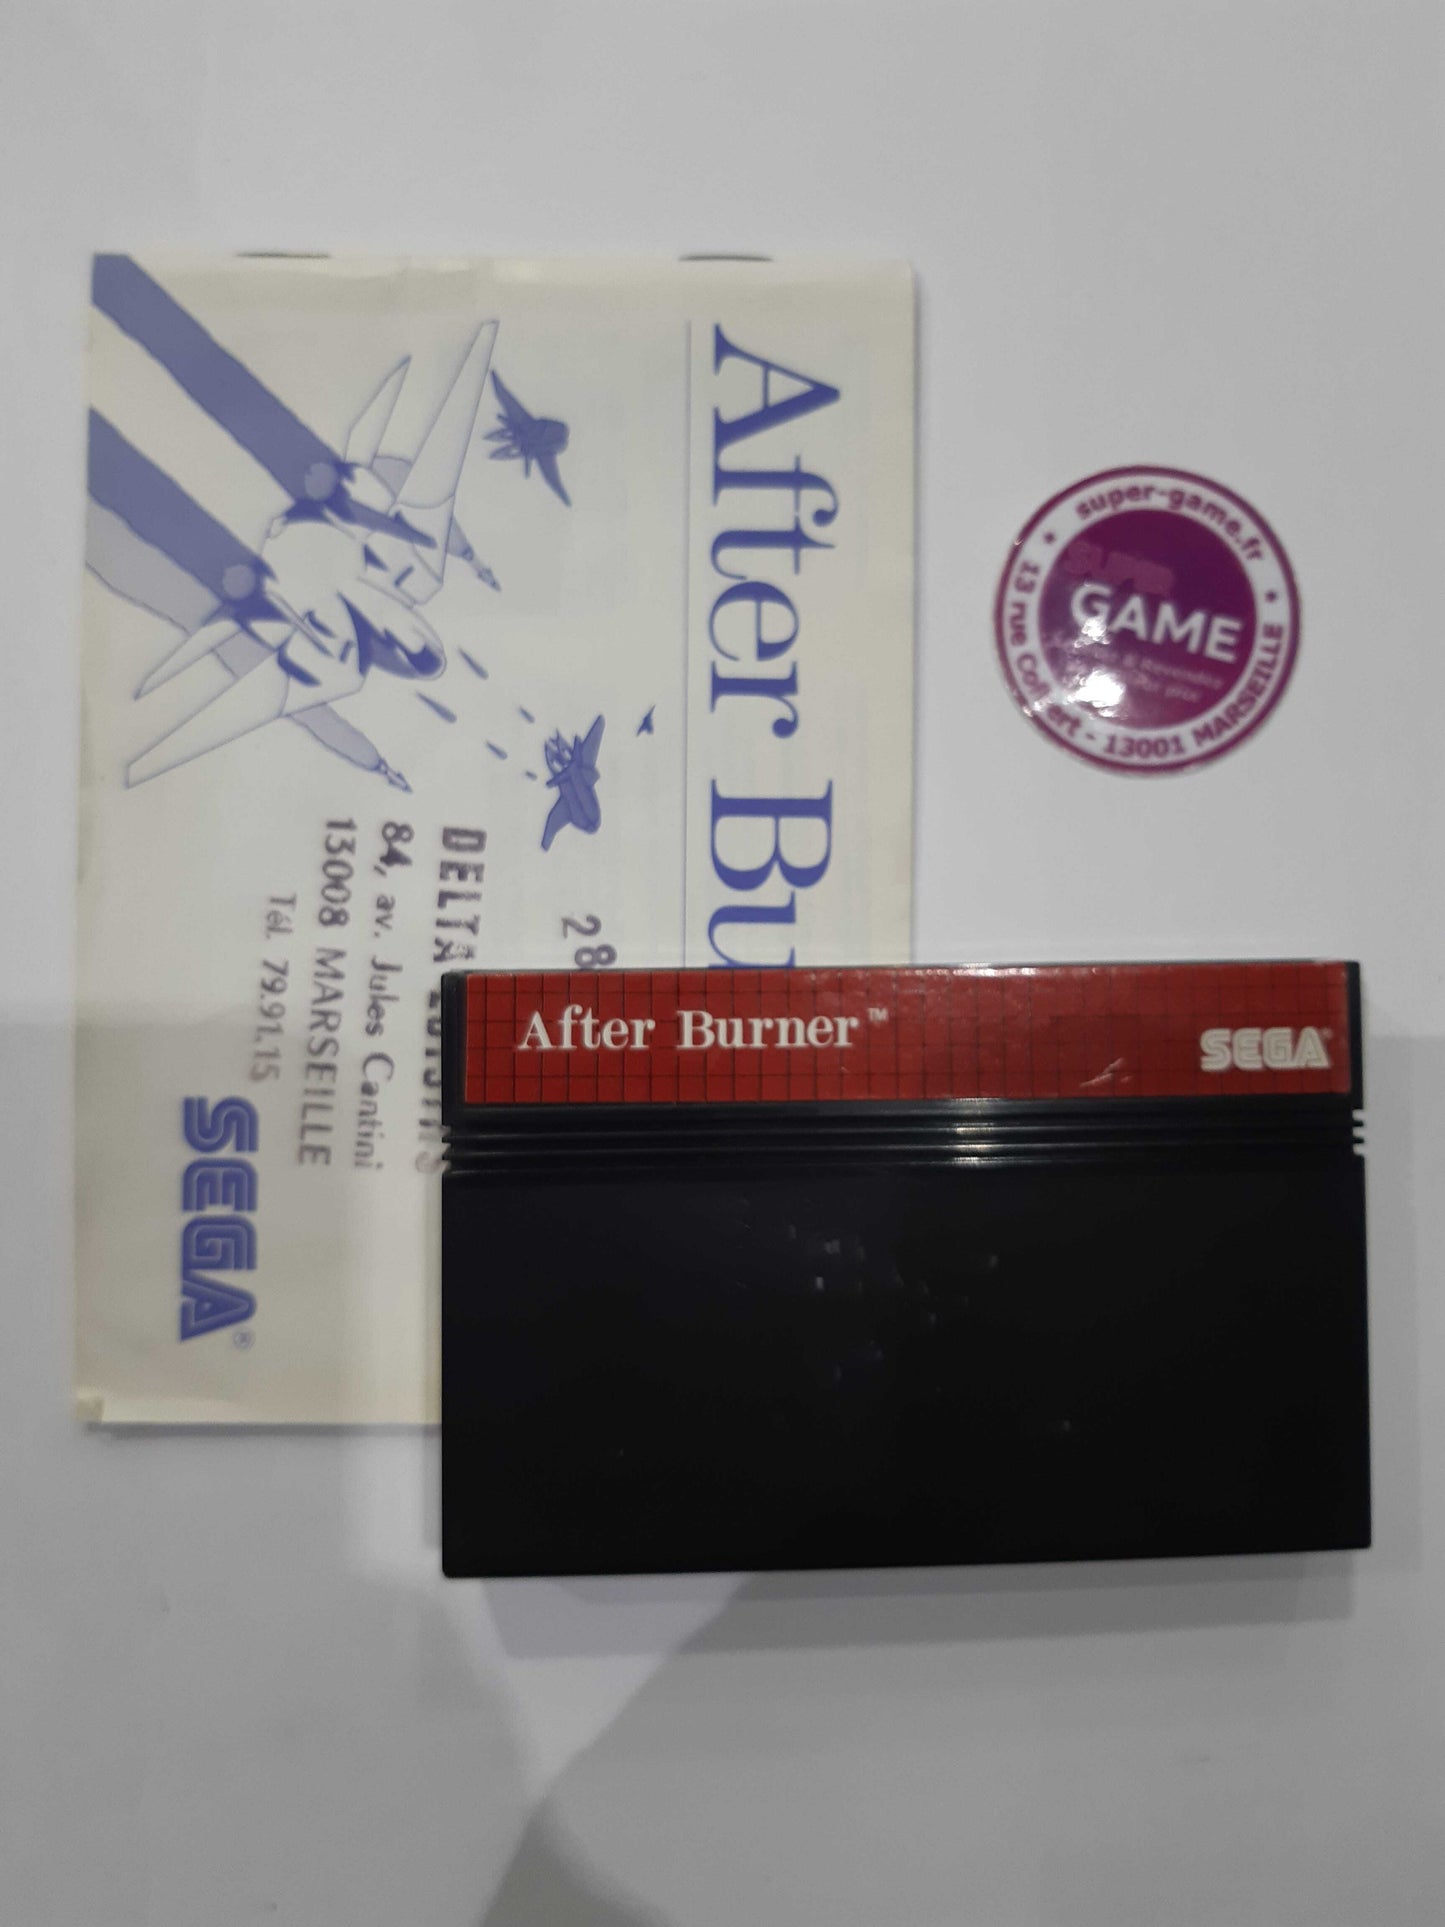 After Bu
28
DELTA
84, av. Jules Cantini
13008 MARSEILLE
Tél. 79.91.15
SEGA®
super-game.fr
SUPER
GAME
13 rue - 13001 MARSEILLE
After Burner™
SEGA®